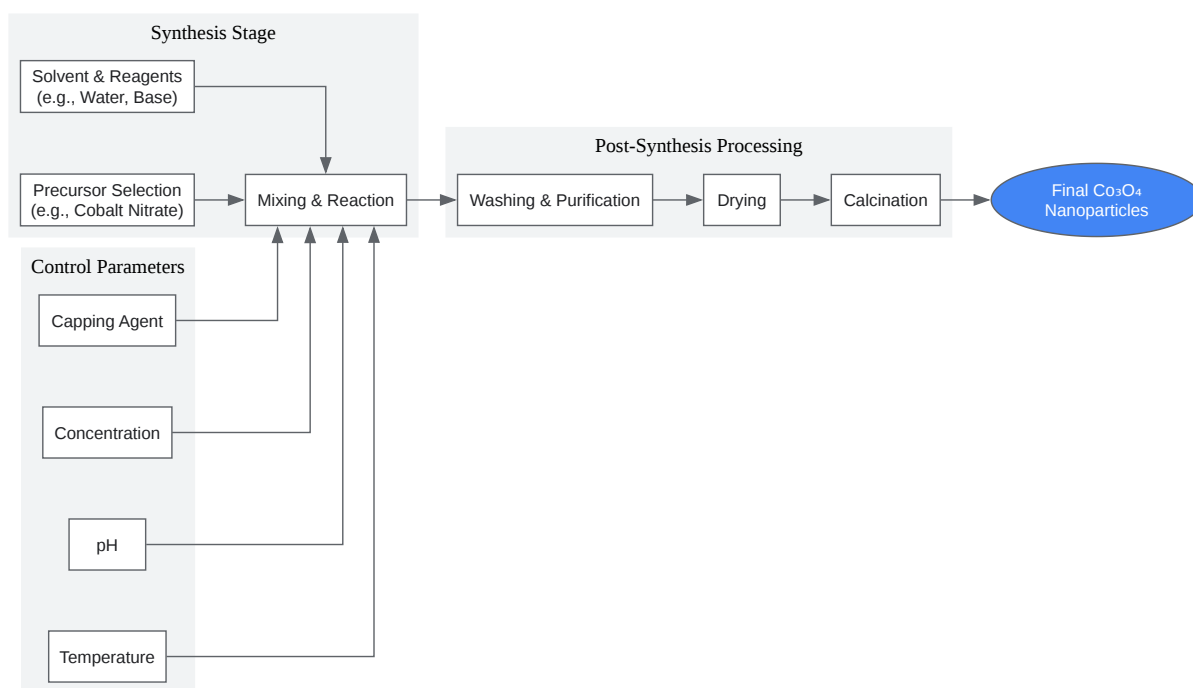 Synthesis Stage
Solvent & Reagents
(e.g., Water, Base)
Precursor Selection
(e.g., Cobalt Nitrate)
Mixing & Reaction
Post-Synthesis Processing
Washing & Purification
Drying
Calcination
Final Co₃O₄
Nanoparticles
Control Parameters
Capping Agent
Concentration
pH
Temperature